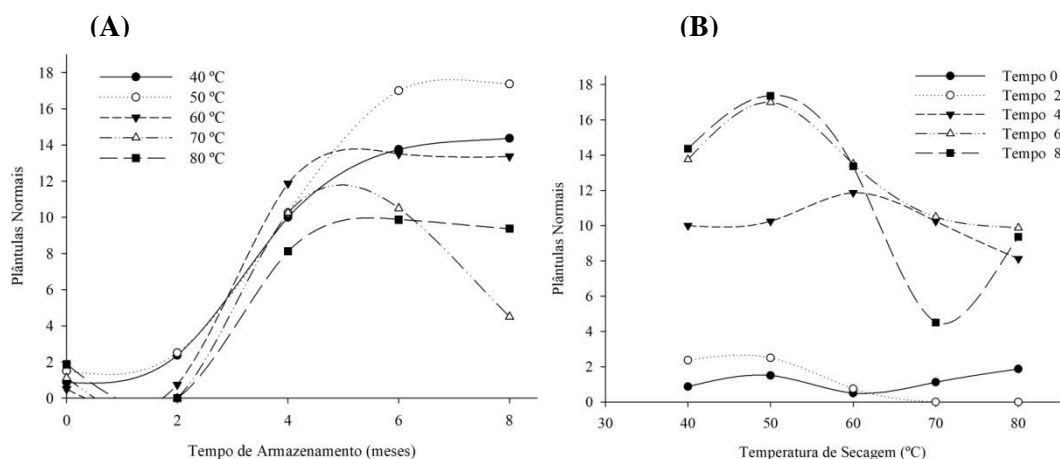 (A)
18
16
14
12
10
8
6
4
2
0
Plântulas Normais
40 ºC
50 ºC
60 ºC
70 ºC
80 ºC
0 2 4 6 8
Tempo de Armazenamento (meses)
(B)
18
16
14
12
10
8
6
4
2
0
Plântulas Normais
Tempo 0
Tempo 2
Tempo 4
Tempo 6
Tempo 8
30 40 50 60 70 80
Temperatura de Secagem (ºC)